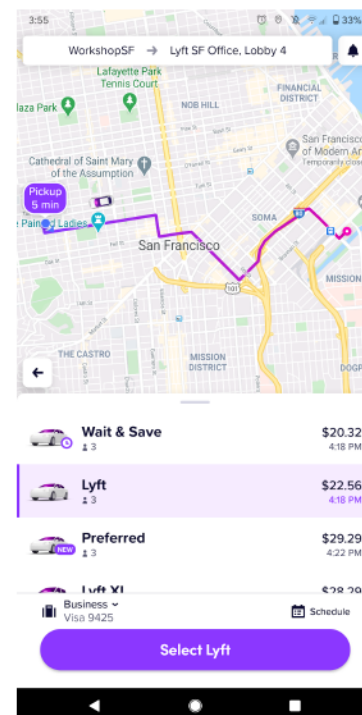 3:55
33%
WorkshopSF → Lyft SF Office, Lobby 4
Lafayette Park
Tennis Court
FINANCIAL
DISTRICT
NOB HILL
laza Park
San Francisco
of Modern Ar
Temporarily close
Cathedral of Saint Mary
of the Assumption
Pickup
5 min
e Painted Ladies
SOMA
San Francisco
101
MISSION
THE CASTRO
MISSION
DISTRICT
DOGP
Wait & Save
$20.32
3
4:18 PM
Lyft
$22.56
3
4:18 PM
Preferred
$29.29
NEW
3
4:22 PM
Lyft XL
$28.29
Business
Visa 9425
Schedule
Select Lyft